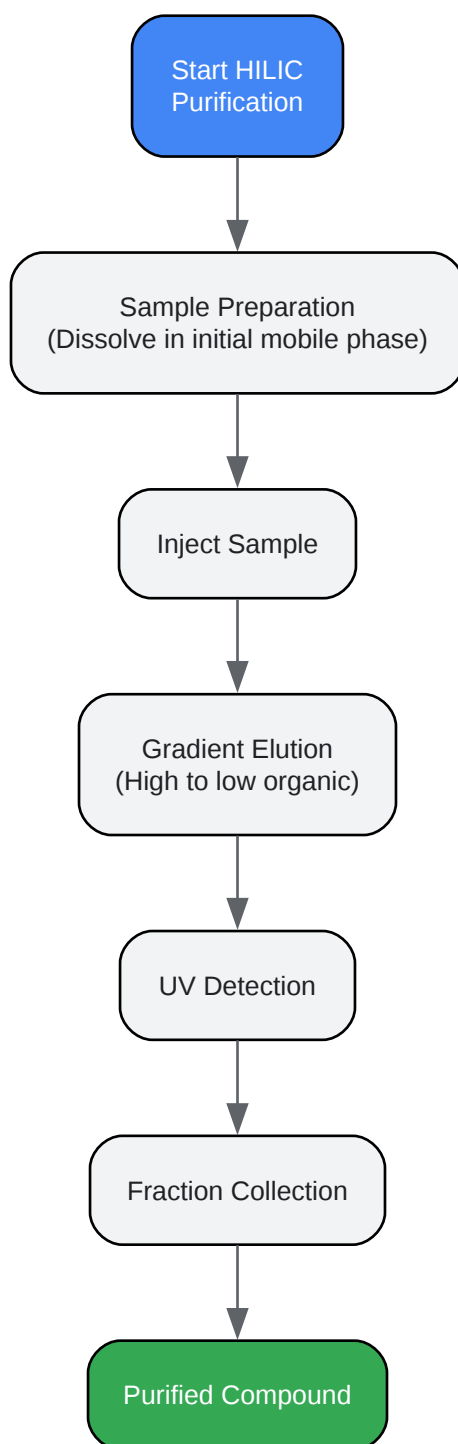 Start HILIC
Purification
Sample Preparation
(Dissolve in initial mobile phase)
Inject Sample
Gradient Elution
(High to low organic)
UV Detection
Fraction Collection
Purified Compound